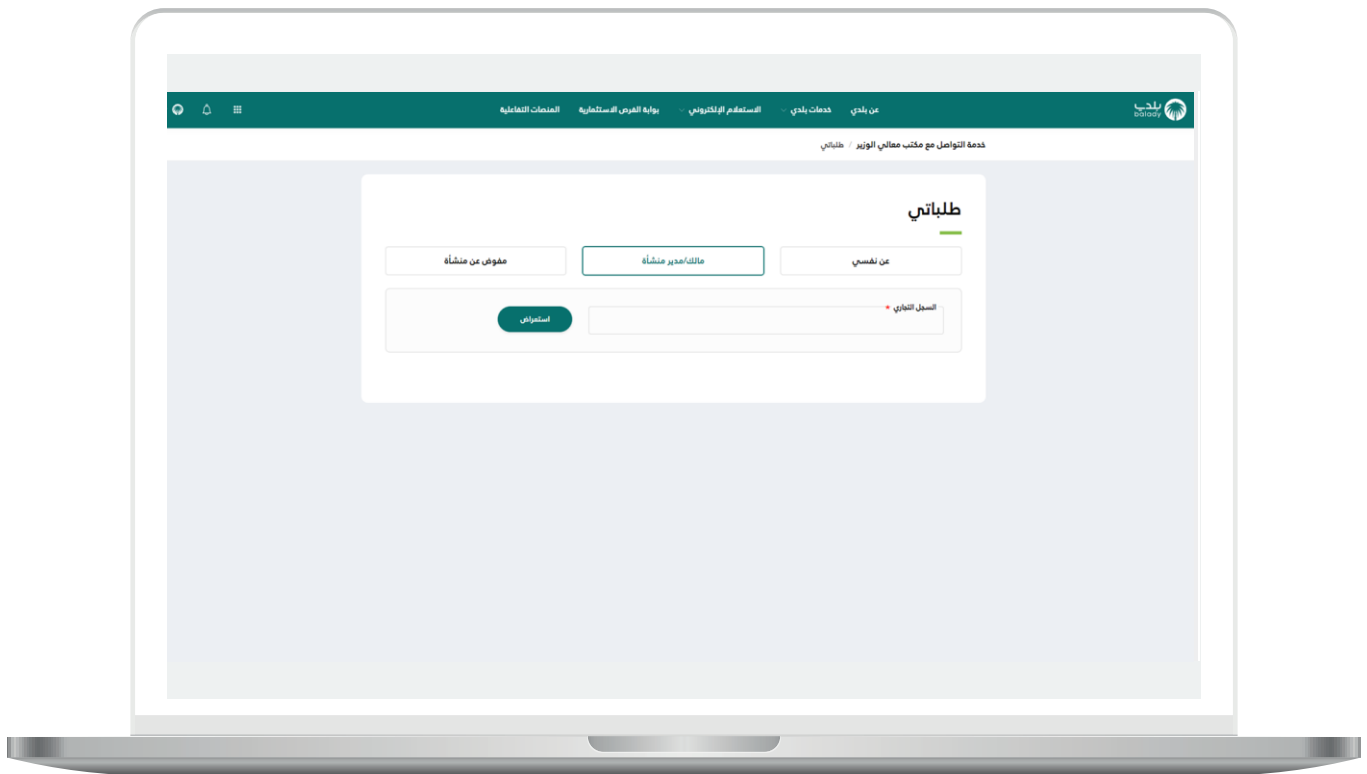 بلدي
balady
عن بلدي خدمات بلدي الاستعلام الإلكتروني بوابة الفرص الاستثمارية المنصات التفاعلية
خدمة التواصل مع مكتب معالي الوزير / طلباتي
طلباتي
عن نفسي مالك/مدير منشأة مفوض عن منشأة
السجل التجاري *
استعراض